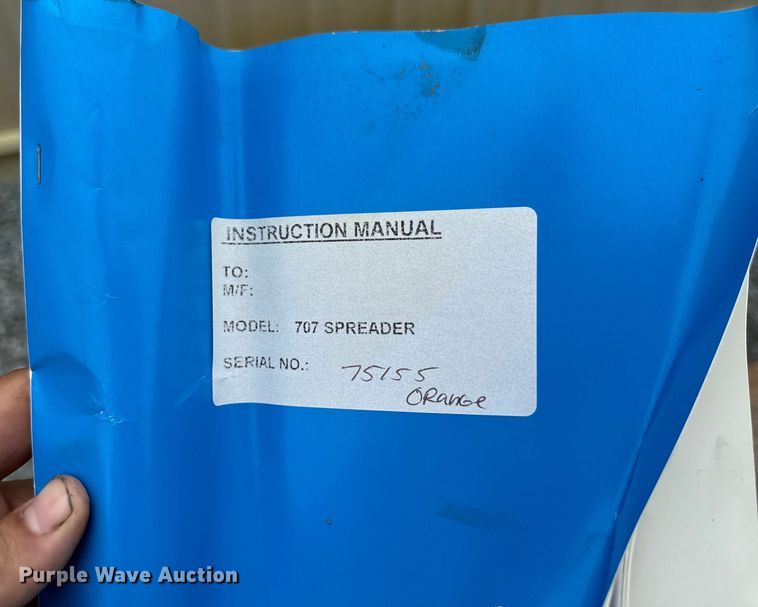 INSTRUCTION MANUAL
TO:
M/F:
MODEL: 707 SPREADER
SERIAL NO.: 75155
ORANGE
Purple Wave Auction